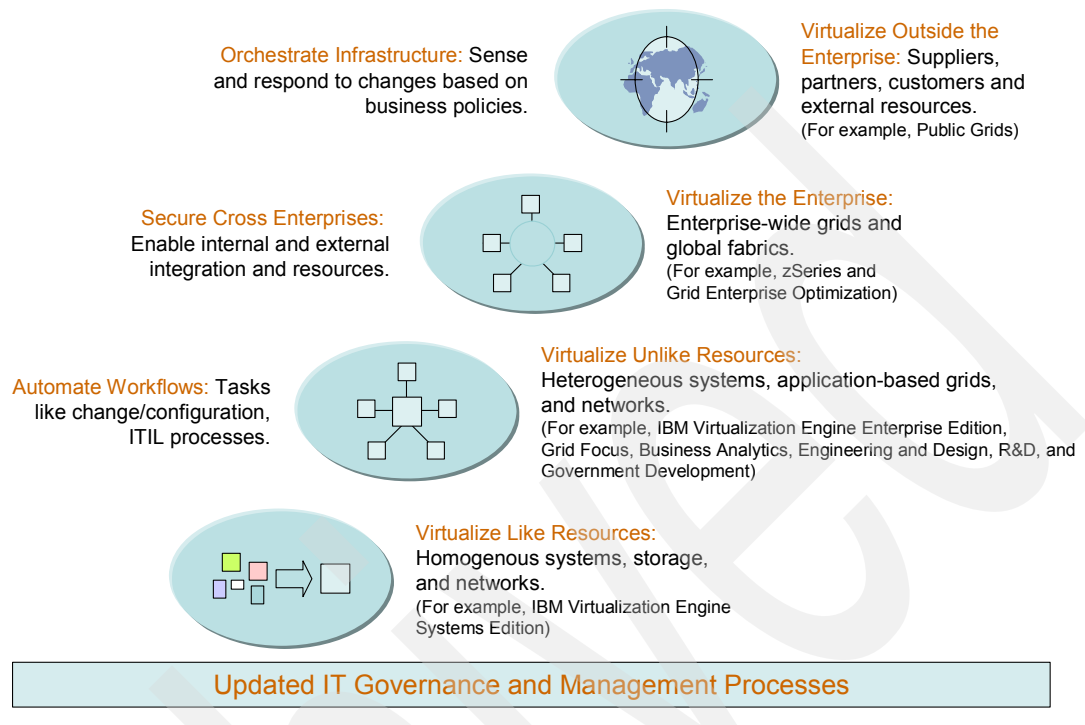 Orchestrate Infrastructure: Sense
and respond to changes based on
business policies.
Virtualize Outside the
Enterprise: Suppliers,
partners, customers and
external resources.
(For example, Public Grids)
Secure Cross Enterprises:
Enable internal and external
integration and resources.
Virtualize the Enterprise:
Enterprise-wide grids and
global fabrics.
(For example, zSeries and
Grid Enterprise Optimization)
Automate Workflows: Tasks
like change/configuration,
ITIL processes.
Virtualize Unlike Resources:
Heterogeneous systems, application-based grids,
and networks.
(For example, IBM Virtualization Engine Enterprise Edition,
Grid Focus, Business Analytics, Engineering and Design, R&D, and
Government Development)
Virtualize Like Resources:
Homogenous systems, storage,
and networks.
(For example, IBM Virtualization Engine
Systems Edition)
Updated IT Governance and Management Processes